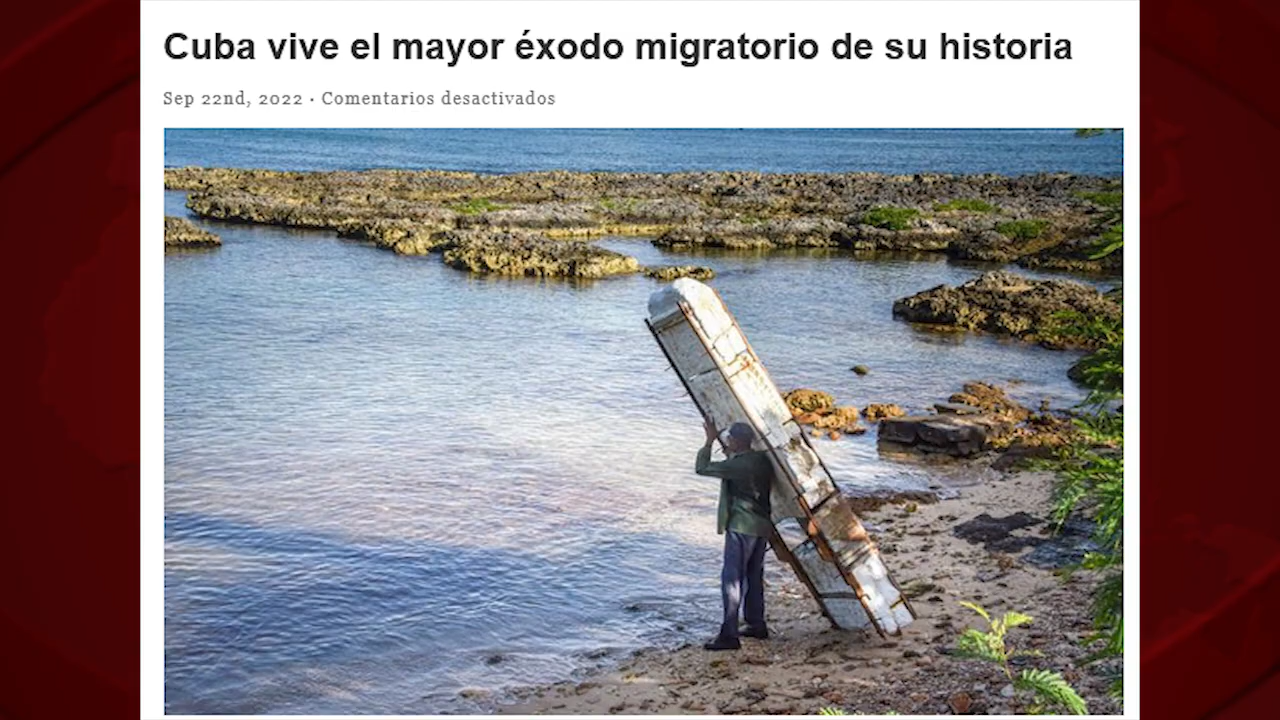 Cuba vive el mayor éxodo migratorio de su historia
Sep 22nd, 2022 · Comentarios desactivados